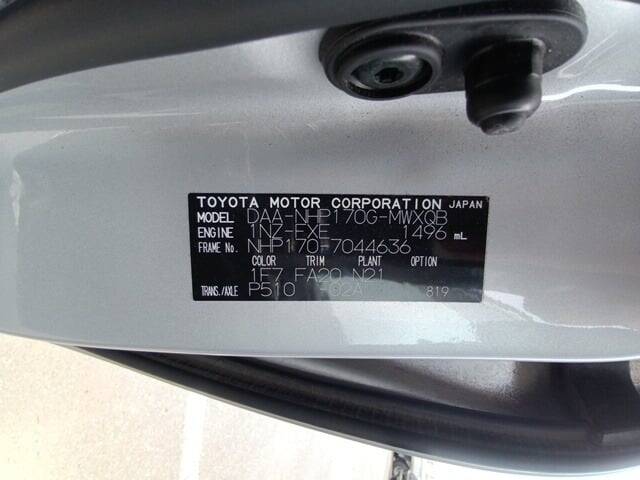 TOYOTA MOTOR CORPORATION JAPAN
MODEL DAA-NHP170G-MWXQB
ENGINE 1NZ-FXE 1496 mL
FRAME No. NHP170-7044636
COLOR TRIM PLANT OPTION
1F7 FA20 N21
TRANS./AXLE P510 -02A 819